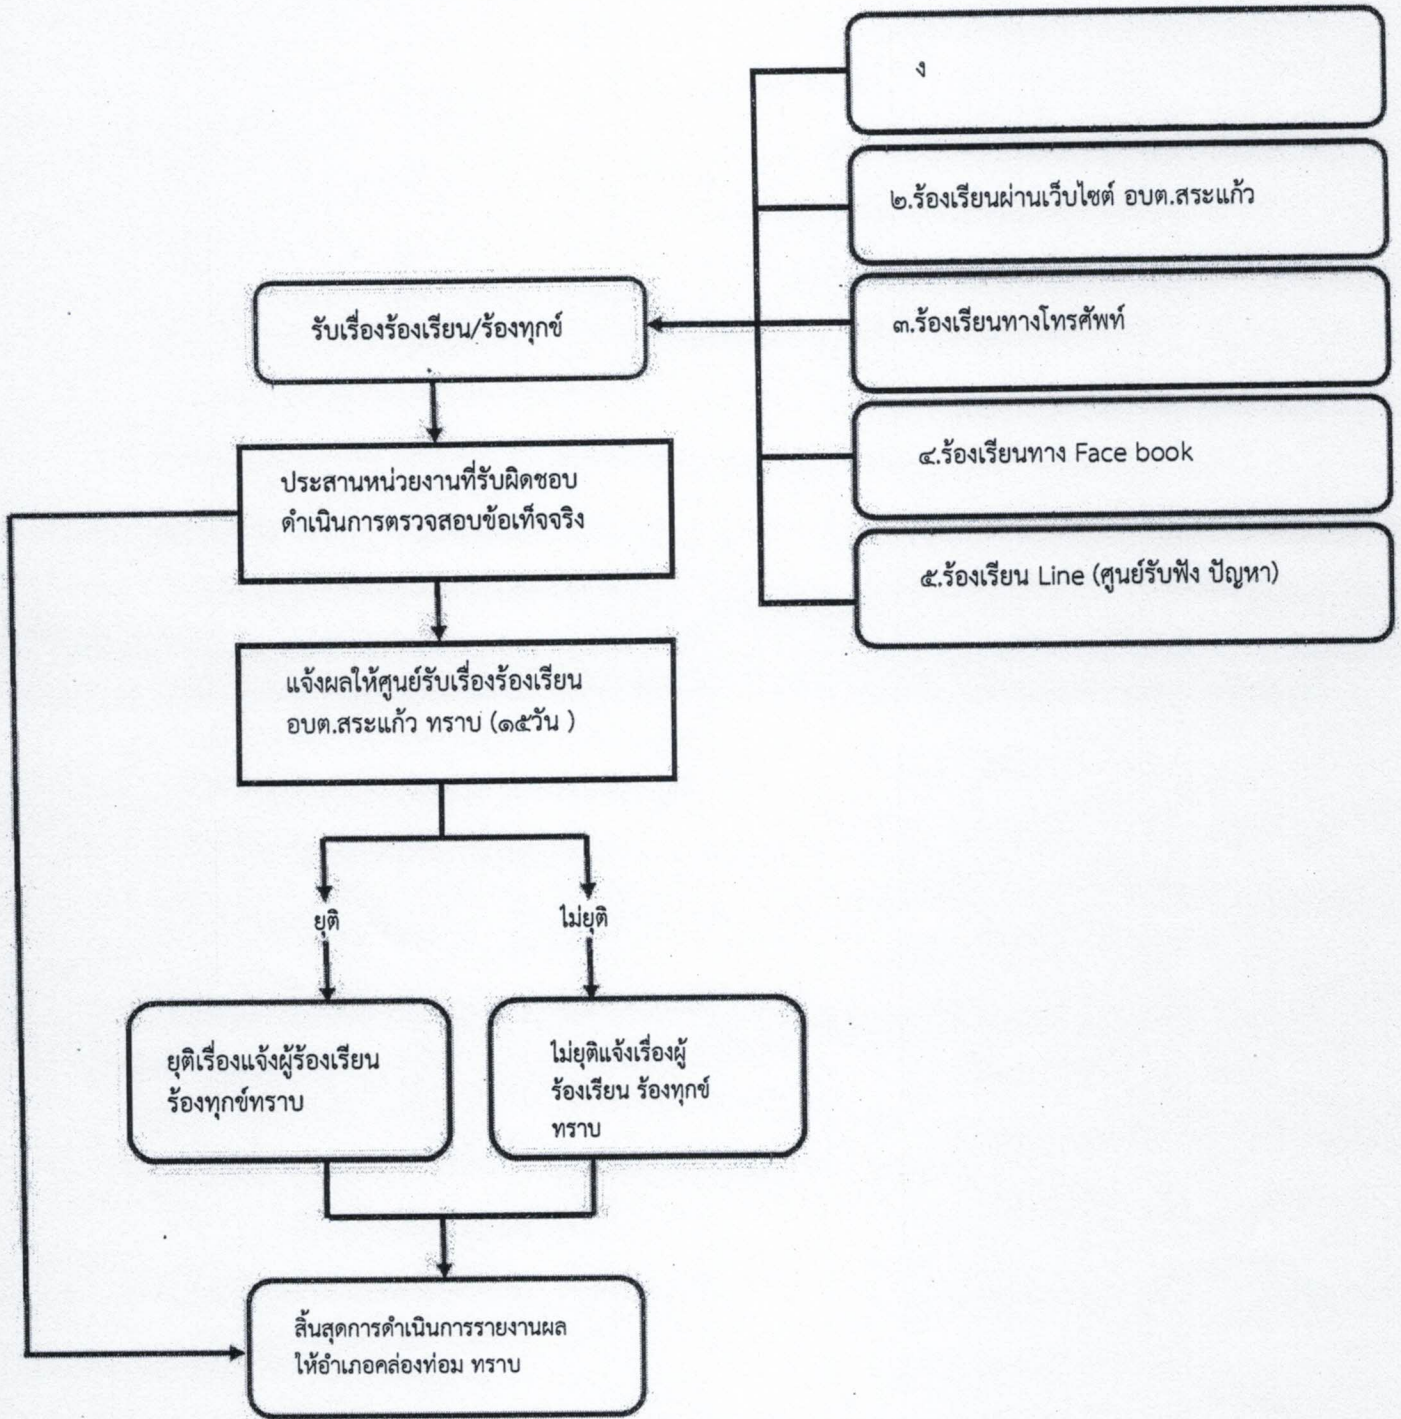 ง
๒.ร้องเรียนผ่านเว็บไซต์ อบต.สระแก้ว
๓.ร้องเรียนทางโทรศัพท์
๔.ร้องเรียนทาง Face book
๕.ร้องเรียน Line (ศูนย์รับฟัง ปัญหา)
รับเรื่องร้องเรียน/ร้องทุกข์
ประสานหน่วยงานที่รับผิดชอบ
ดำเนินการตรวจสอบข้อเท็จจริง
แจ้งผลให้ศูนย์รับเรื่องร้องเรียน
อบต.สระแก้ว ทราบ (๑๕วัน )
ยุติ
ไม่ยุติ
ยุติเรื่องแจ้งผู้ร้องเรียน
ร้องทุกข์ทราบ
ไม่ยุติแจ้งเรื่องผู้
ร้องเรียน ร้องทุกข์
ทราบ
สิ้นสุดการดำเนินการรายงานผล
ให้อำเภอคล่องท่อม ทราบ